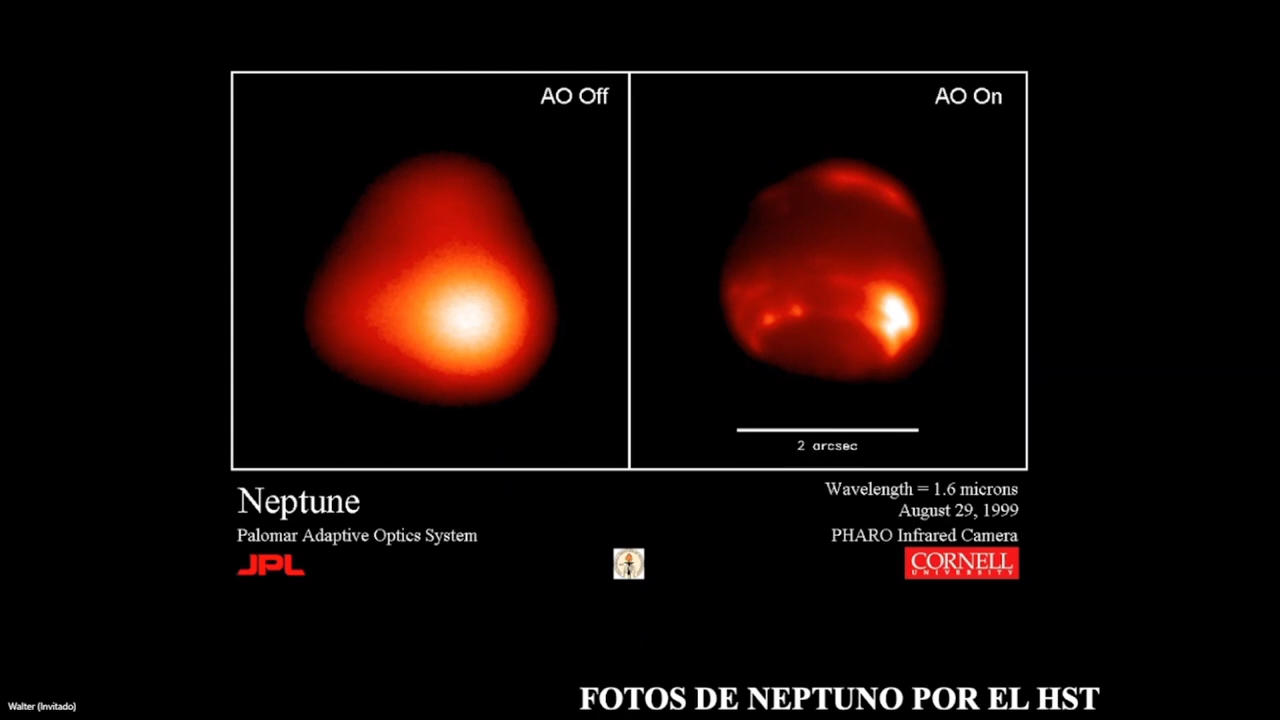 AO Off
AO On
2 arcsec
Neptune
Palomar Adaptive Optics System
JPL
Wavelength = 1.6 microns
August 29, 1999
PHARO Infrared Camera
CORNELL
UNIVERSITY
FOTOS DE NEPTUNO POR EL HST
Walter (Invitado)